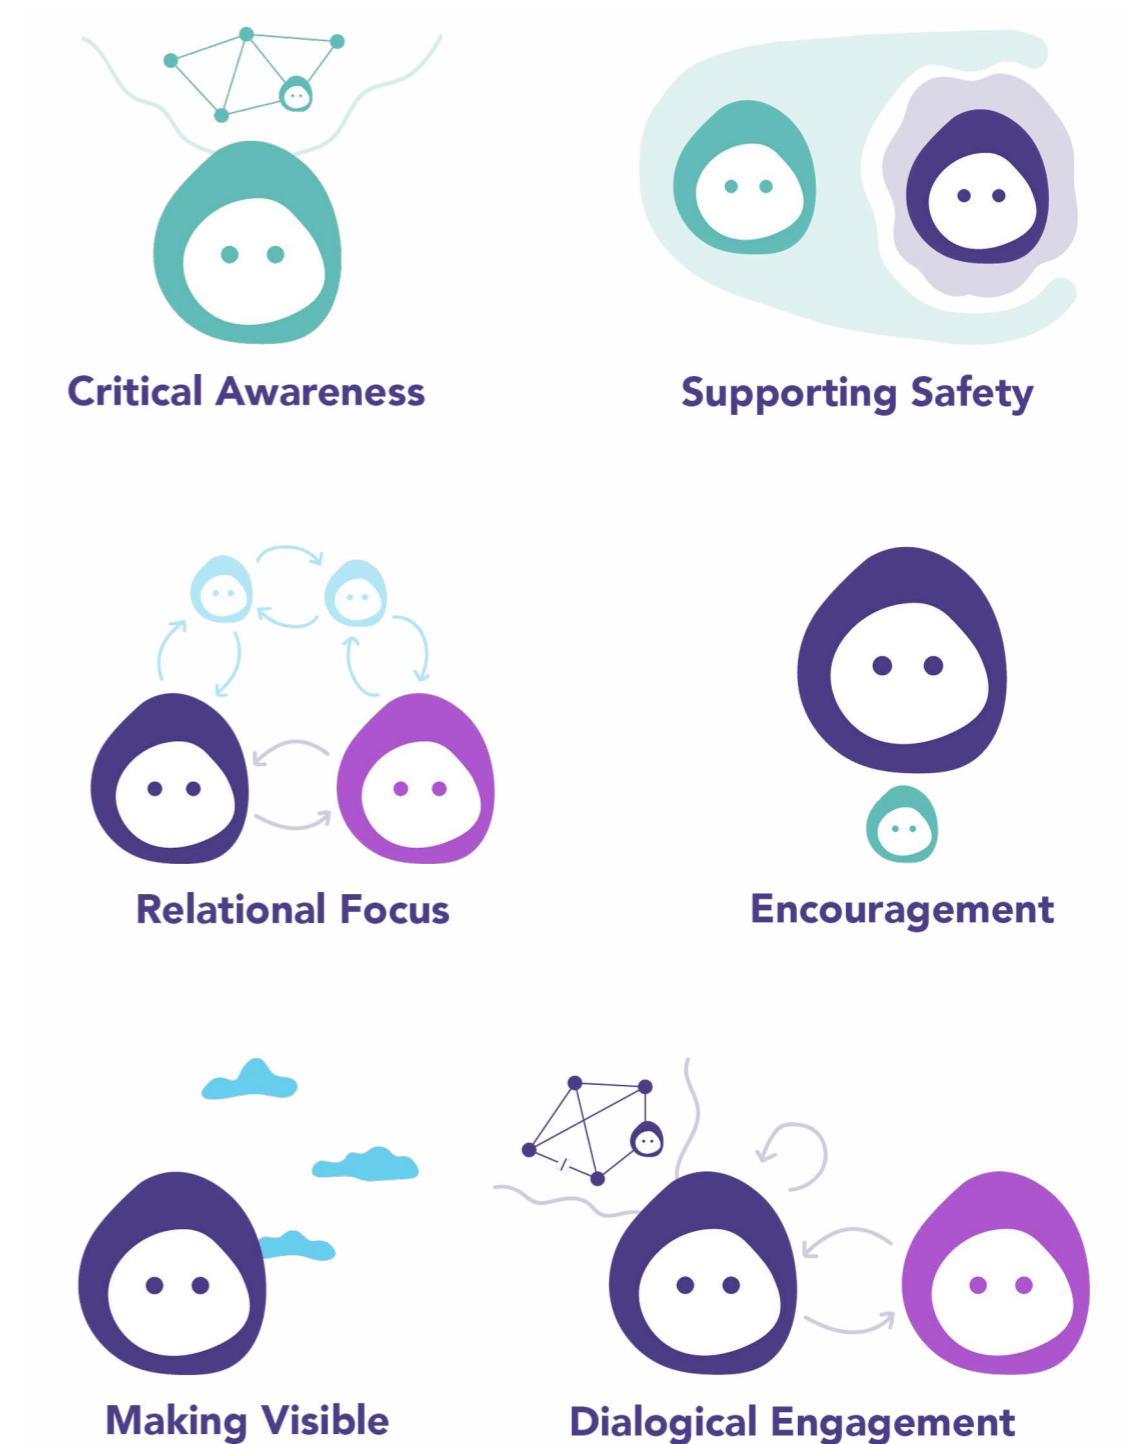 Critical Awareness
Supporting Safety
Relational Focus
Encouragement
Making Visible
Dialogical Engagement